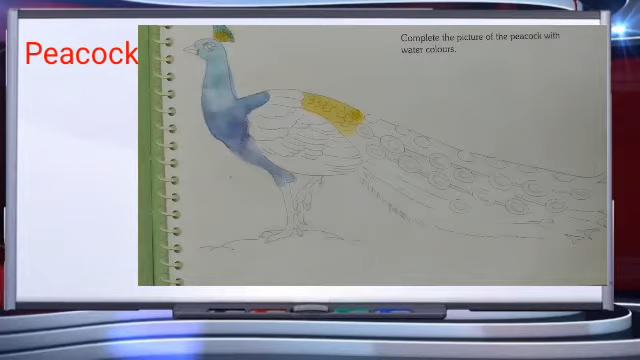 Peacock
Complete the picture of the peacock with
water colours.